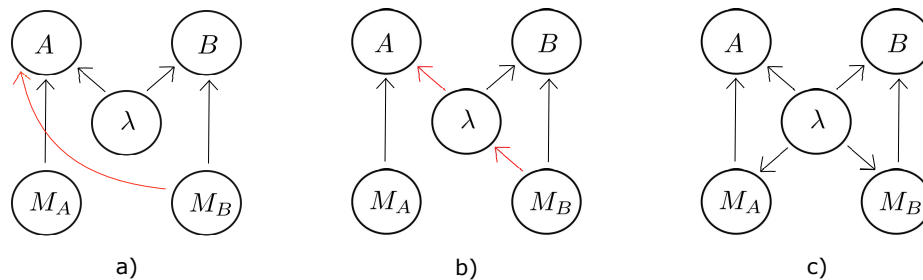 A B A B A B
λ λ λ
M_A M_B M_A M_B M_A M_B
a) b) c)